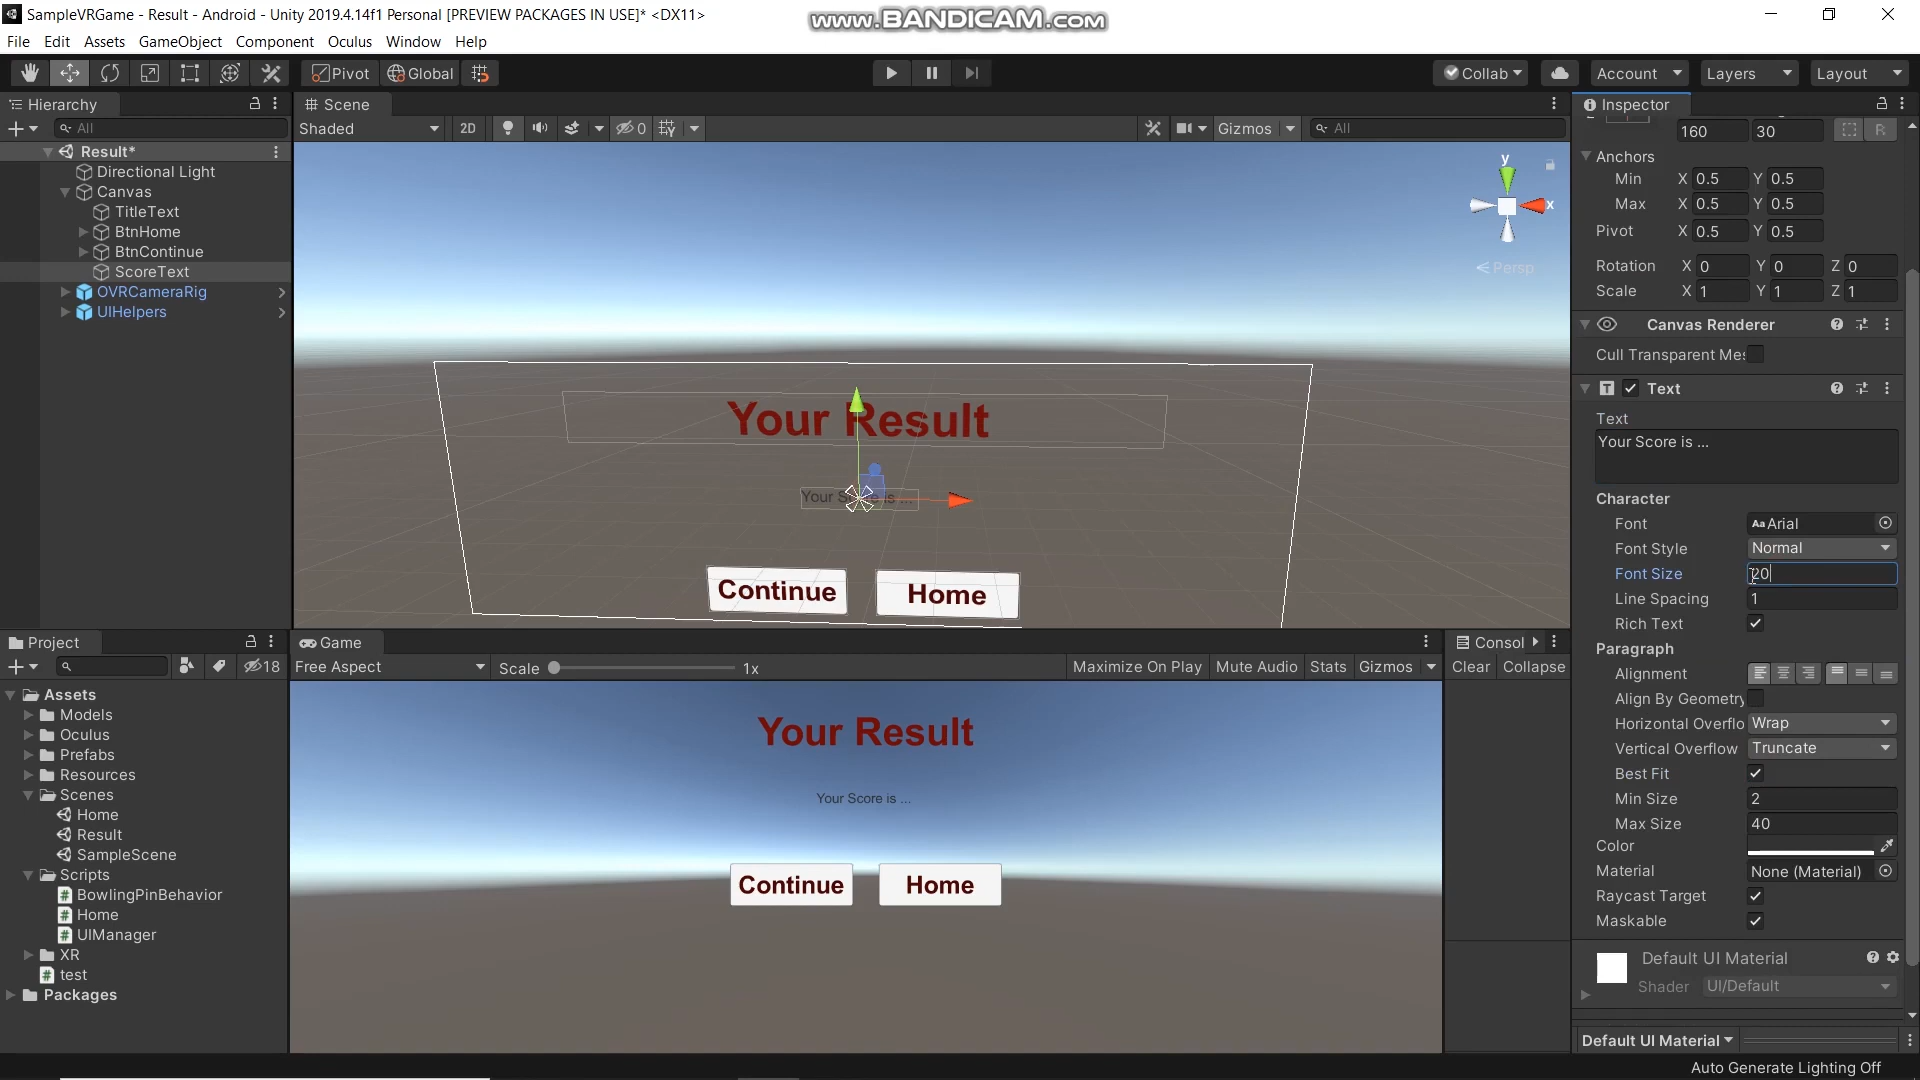 SampleVRGame - Result - Android - Unity 2019.4.14f1 Personal [PREVIEW PACKAGES IN USE]* <DX11>
www.BANDICAM.com
File Edit Assets GameObject Component Oculus Window Help
Pivot Global Collab Account Layers Layout
Hierarchy
All
Result*
Directional Light
Canvas
TitleText
BtnHome
BtnContinue
ScoreText
OVRCameraRig
UIHelpers
Scene
Shaded 2D 0 Gizmos All
y
x
Persp
Your Result
Your Score is ...
Continue Home
Inspector
160 30
Anchors
Min X 0.5 Y 0.5
Max X 0.5 Y 0.5
Pivot X 0.5 Y 0.5
Rotation X 0 Y 0 Z 0
Scale X 1 Y 1 Z 1
Canvas Renderer
Cull Transparent Mes
Text
Text
Your Score is ...
Character
Font Aa Arial
Font Style Normal
Font Size 20
Line Spacing 1
Rich Text
Paragraph
Alignment
Align By Geometry
Horizontal Overflo Wrap
Vertical Overflow Truncate
Best Fit
Min Size 2
Max Size 40
Color
Material None (Material)
Raycast Target
Maskable
Default UI Material
Shader UI/Default
Default UI Material
Project
18
Assets
Models
Oculus
Prefabs
Resources
Scenes
Home
Result
SampleScene
Scripts
BowlingPinBehavior
Home
UIManager
XR
test
Packages
Game
Free Aspect Scale 1x Maximize On Play Mute Audio Stats Gizmos
Your Result
Your Score is ...
Continue Home
Consol
Clear Collapse
Auto Generate Lighting Off